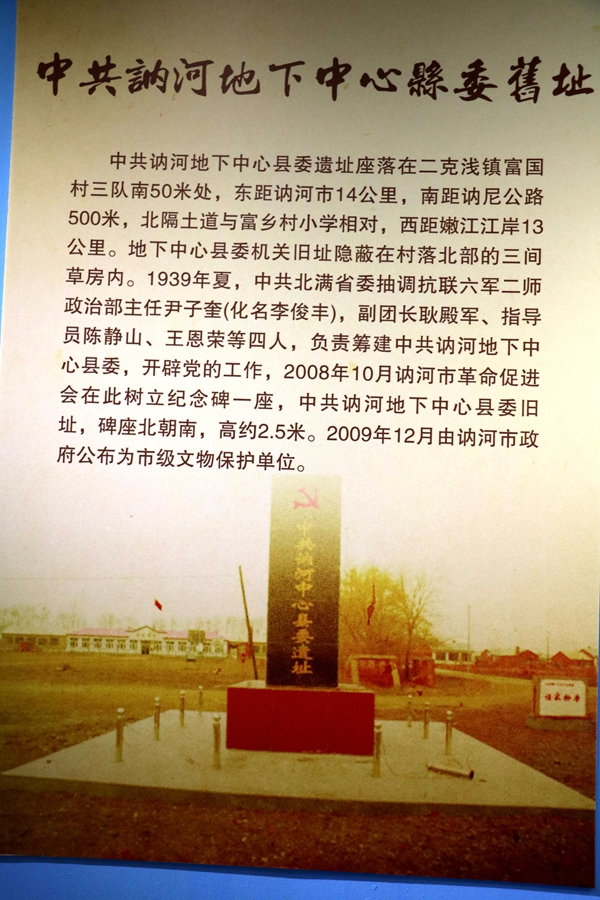 中共訥河地下中心縣委舊址
中共讷河地下中心县委遗址座落在二克浅镇富国
村三队南50米处，东距讷河市14公里，南距讷尼公路
500米，北隔土道与富乡村小学相对，西距嫩江江岸13
公里。地下中心县委机关旧址隐蔽在村落北部的三间
草房内。1939年夏，中共北满省委抽调抗联六军二师
政治部主任尹子奎(化名李俊丰)，副团长耿殿军、指导
员陈静山、王恩荣等四人，负责筹建中共讷河地下中
心县委，开辟党的工作，2008年10月讷河市革命促进
会在此树立纪念碑一座，中共讷河地下中心县委旧
址，碑座北朝南，高约2.5米。2009年12月由讷河市政
府公布为市级文物保护单位。
中共讷河中心县委遗址